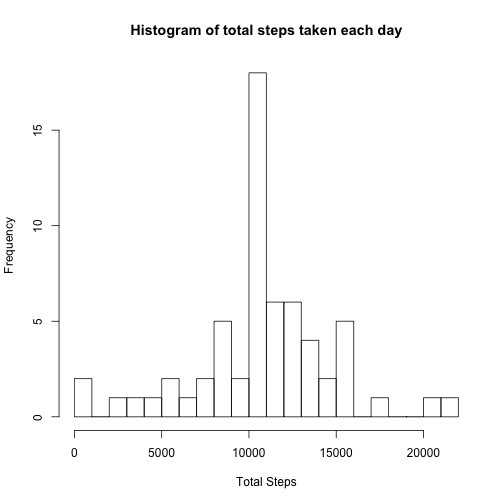 Histogram of total steps taken each day
Frequency
15
10
5
0
0 5000 10000 15000 20000
Total Steps